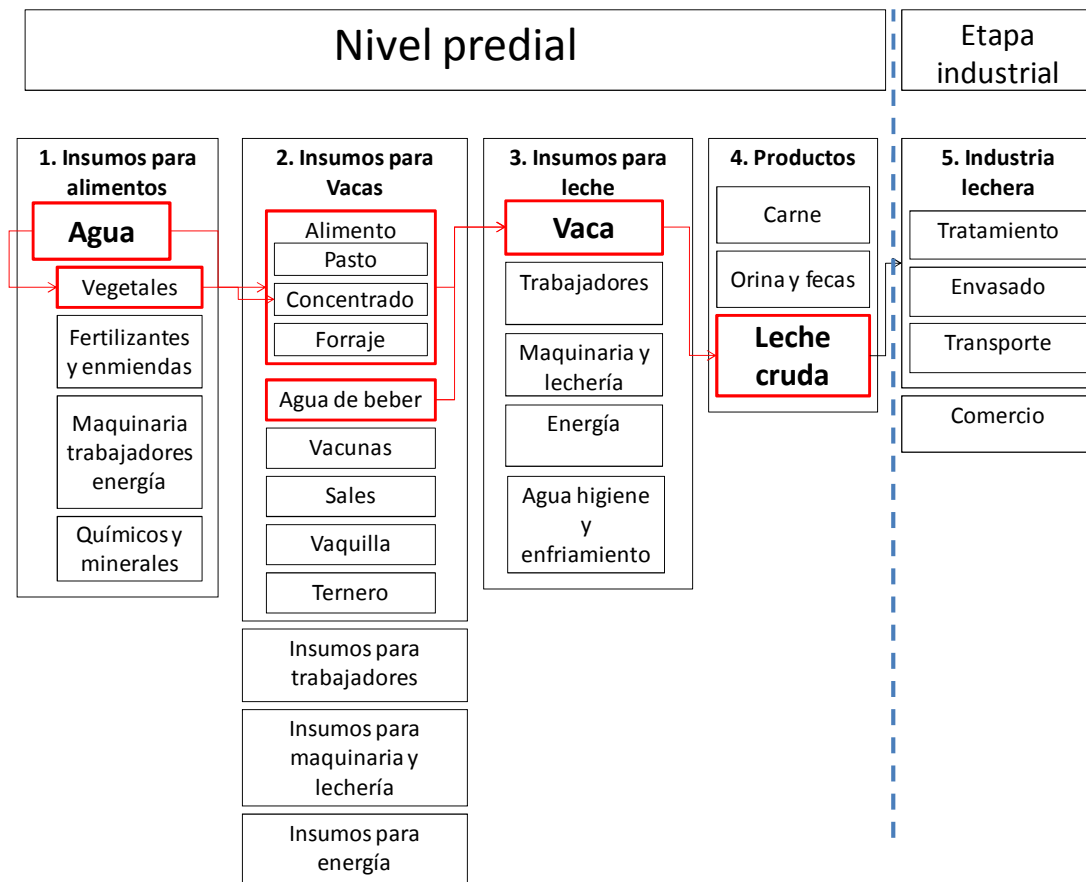 Nivel predial
Etapa
industrial
1. Insumos para
alimentos
Agua
Vegetales
Fertilizantes
y enmiendas
Maquinaria
trabajadores
energía
Químicos y
minerales
2. Insumos para
Vacas
Alimento
Pasto
Concentrado
Forraje
Agua de beber
Vacunas
Sales
Vaquilla
Ternero
Insumos para
trabajadores
Insumos para
maquinaria y
lechería
Insumos para
energía
3. Insumos para
leche
Vaca
Trabajadores
Maquinaria y
lechería
Energía
Agua higiene
y
enfriamiento
4. Productos
Carne
Orina y fecas
Leche
cruda
5. Industria
lechera
Tratamiento
Envasado
Transporte
Comercio